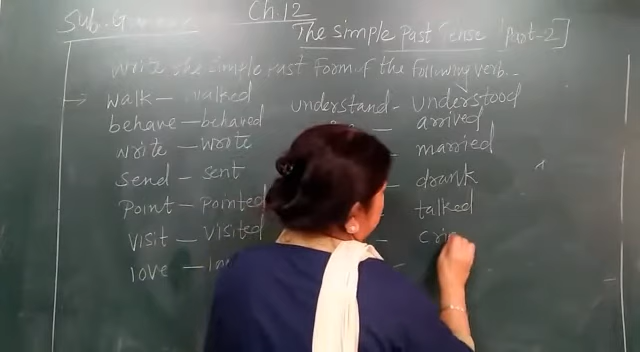 Sub. Ch.12
The Simple Past Tense [Part-2]
Write the Simple Past Form of the following verb.
→ walk — walked understand - understood
behave — behaved — arrived
write — wrote - married
Send — sent - drank
Point — Pointed talked
Visit — Visited — cri
love —